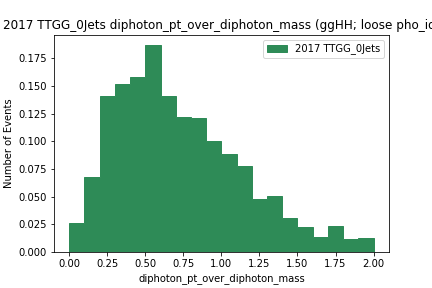 2017 TTGG_0Jets diphoton_pt_over_diphoton_mass (ggHH; loose pho_id
2017 TTGG_0Jets
Number of Events
0.175
0.150
0.125
0.100
0.075
0.050
0.025
0.000
0.00 0.25 0.50 0.75 1.00 1.25 1.50 1.75 2.00
diphoton_pt_over_diphoton_mass